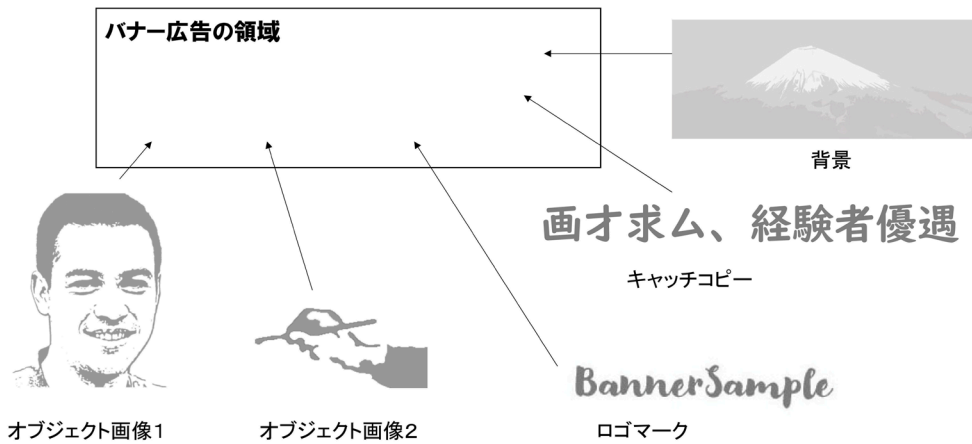 バナー広告の領域
背景
画才求ム、経験者優遇
キャッチコピー
BannerSample
オブジェクト画像1
オブジェクト画像2
ロゴマーク